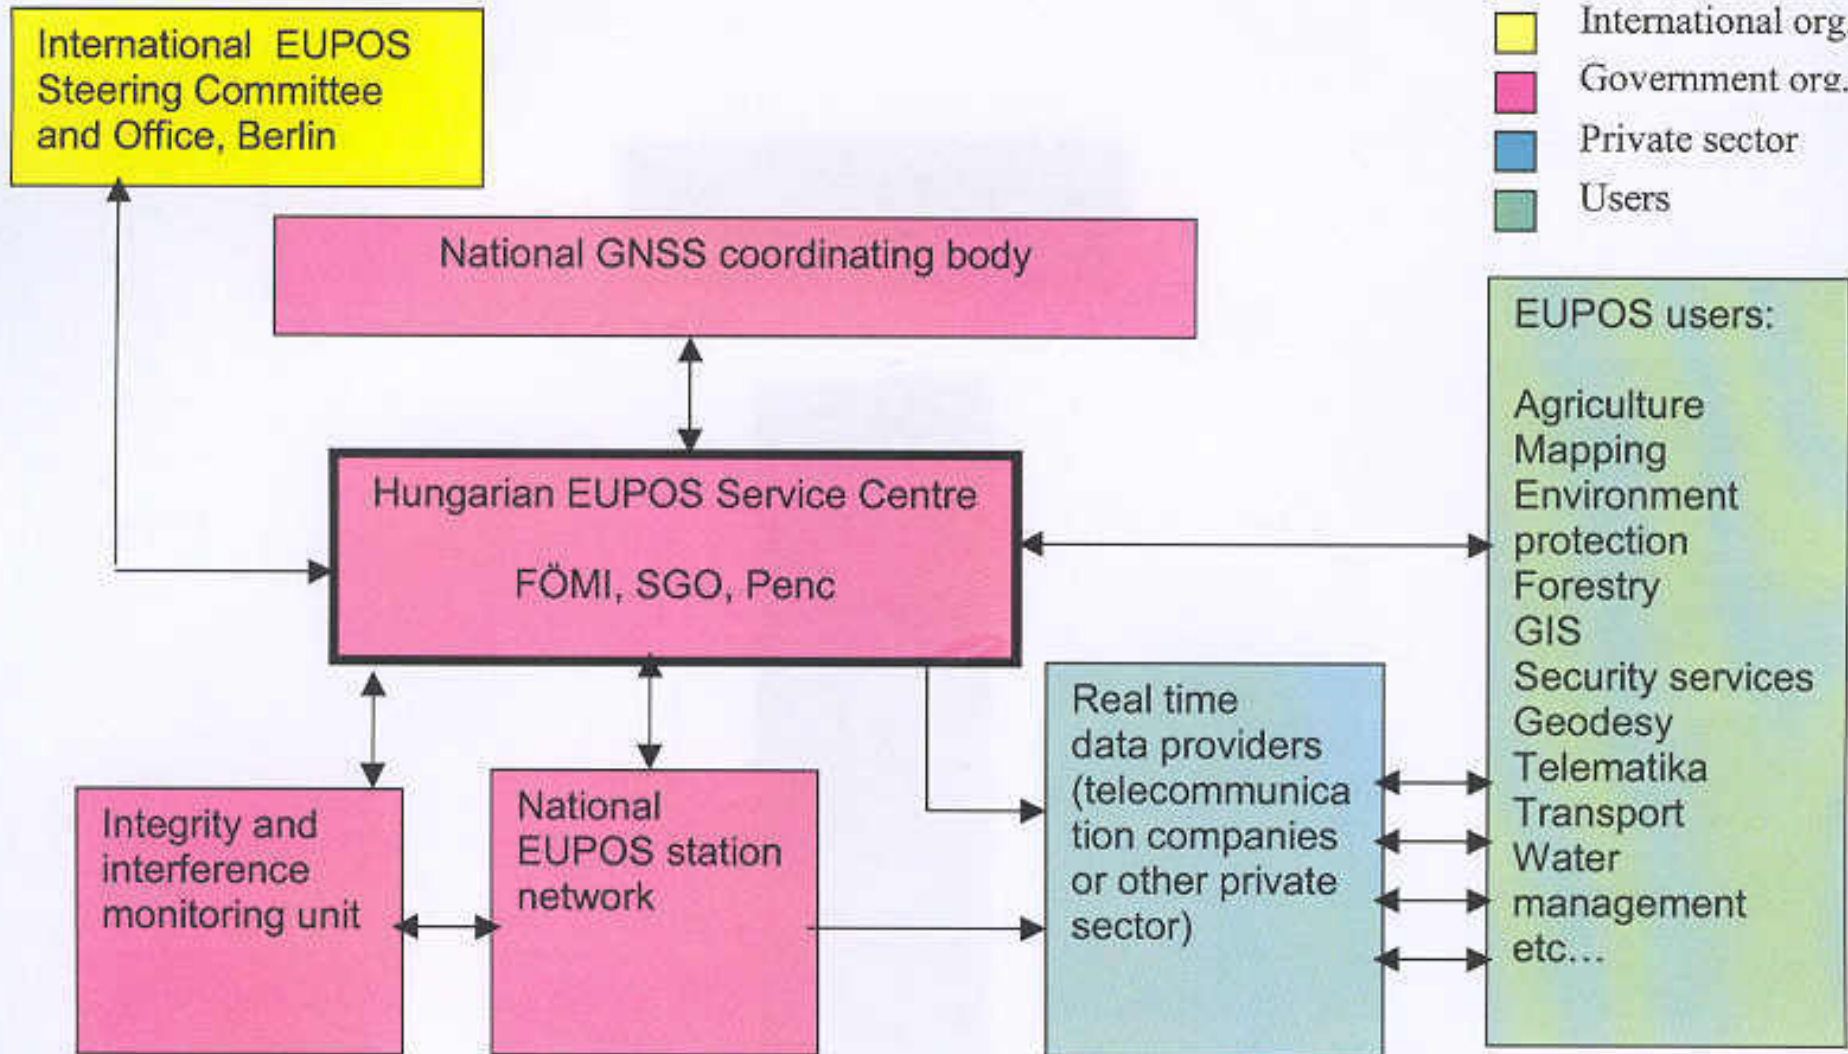 International EUPOS
Steering Committee
and Office, Berlin
International org.
Government org.
Private sector
Users
National GNSS coordinating body
Hungarian EUPOS Service Centre
FÖMI, SGO, Penc
EUPOS users:
Agriculture
Mapping
Environment
protection
Forestry
GIS
Security services
Geodesy
Telematika
Transport
Water
management
etc...
Integrity and
interference
monitoring unit
National
EUPOS station
network
Real time
data providers
(telecommunica
tion companies
or other private
sector)